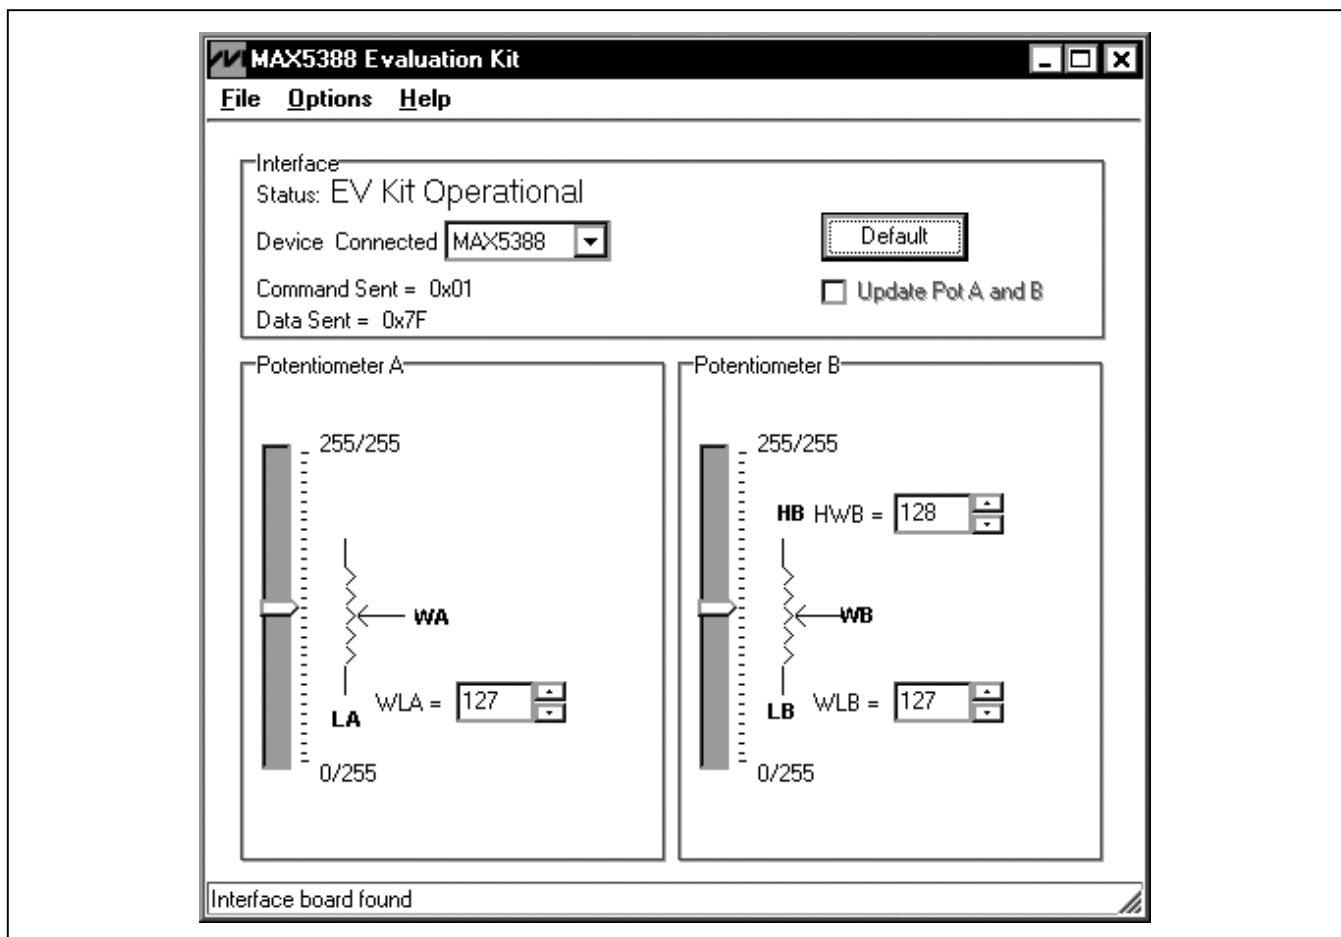 MAX5388 Evaluation Kit
File Options Help
Interface
Status: EV Kit Operational
Device Connected MAX5388
Default
Command Sent = 0x01
Update Pot A and B
Data Sent = 0x7F
Potentiometer A
255/255
WA
WLA = 127
LA
0/255
Potentiometer B
255/255
HB HWB = 128
WB
LB WLB = 127
0/255
Interface board found